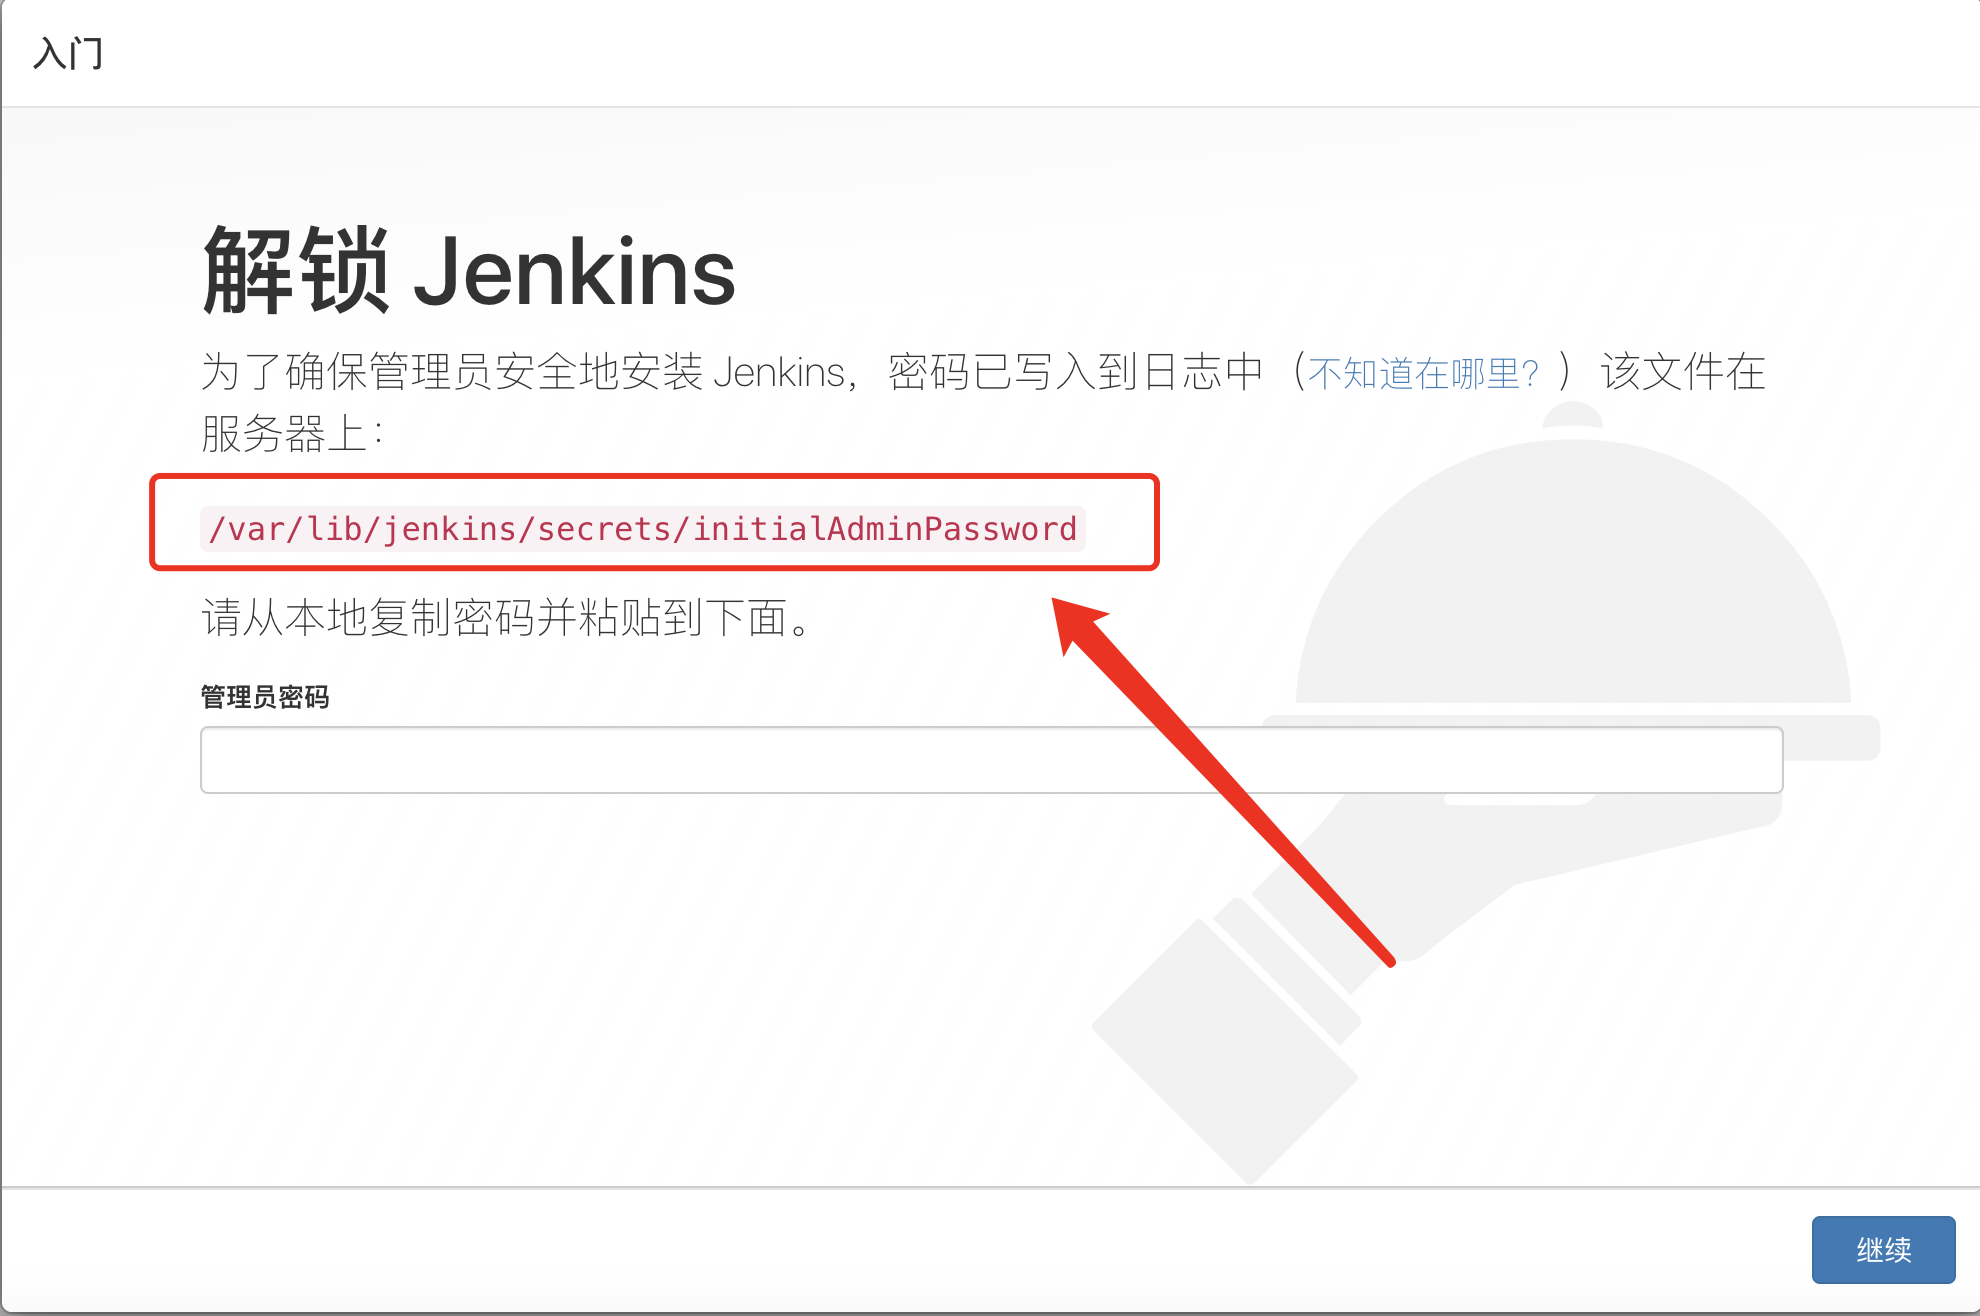 入门
解锁 Jenkins
为了确保管理员安全地安装 Jenkins，密码已写入到日志中（不知道在哪里？）该文件在
服务器上：
/var/lib/jenkins/secrets/initialAdminPassword
请从本地复制密码并粘贴到下面。
管理员密码
继续